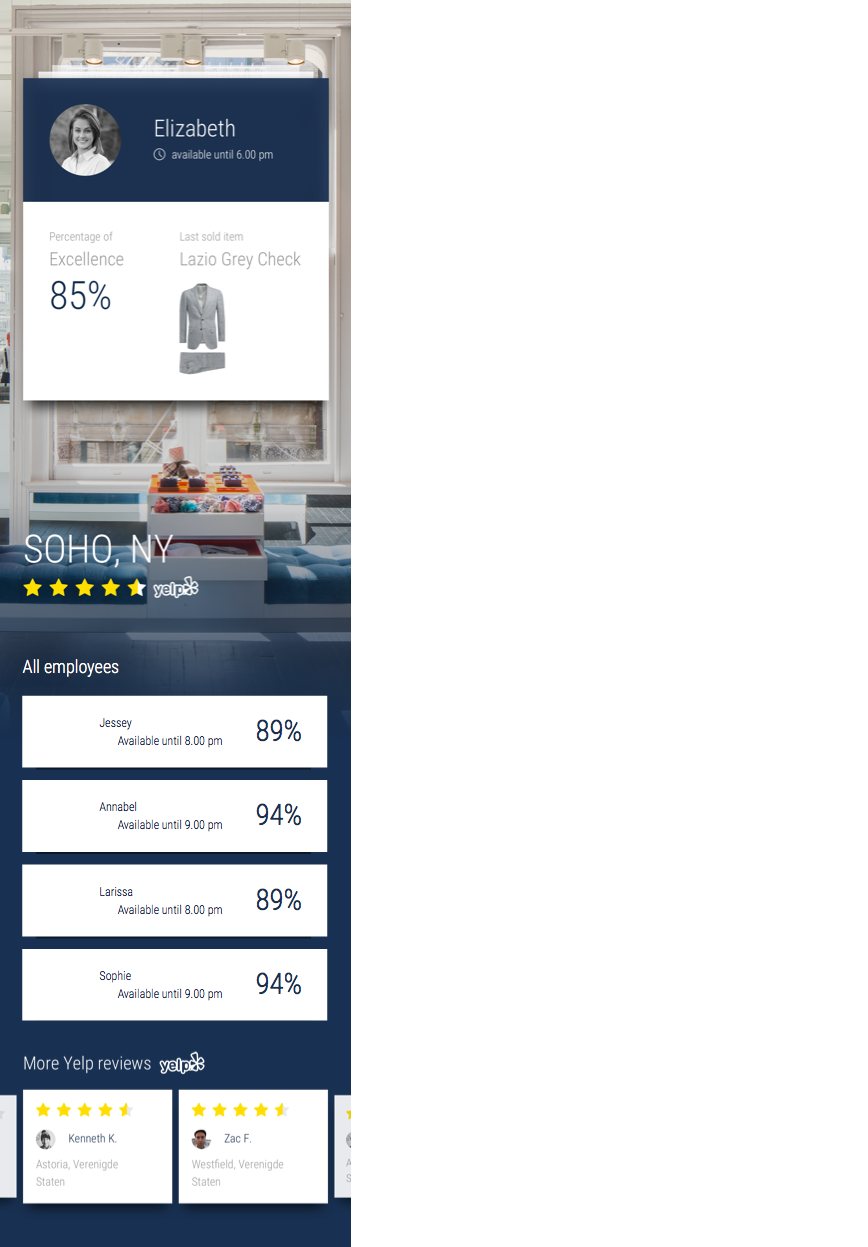 Elizabeth
available until 6.00 pm
Percentage of
Excellence
85%
Last sold item
Lazio Grey Check
SOHO, NY
yelp
All employees
Jessey
Available until 8.00 pm
89%
Annabel
Available until 9.00 pm
94%
Larissa
Available until 8.00 pm
89%
Sophie
Available until 9.00 pm
94%
More Yelp reviews yelp
Kenneth K.
Astoria, Verenigde
Staten
Zac F.
Westfield, Verenigde
Staten